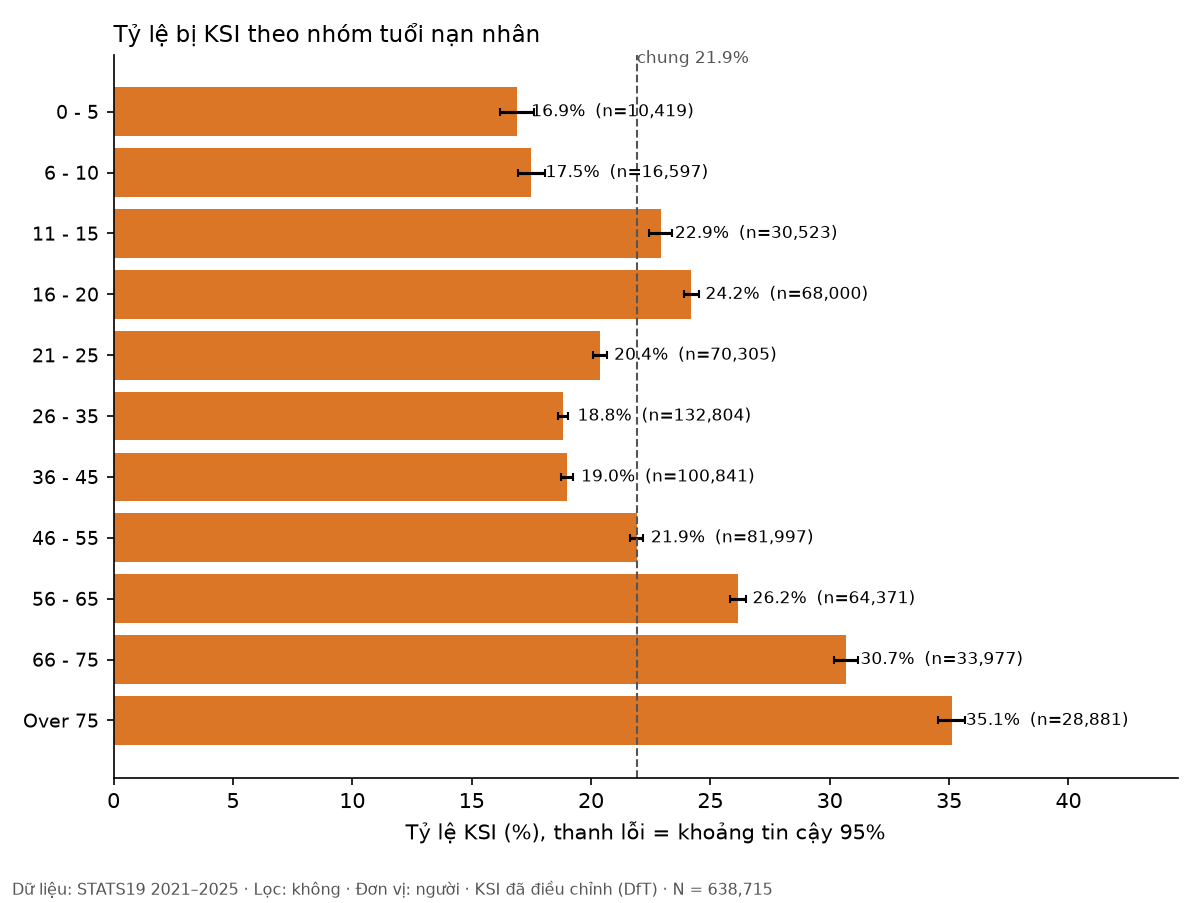 Tỷ lệ bị KSI theo nhóm tuổi nạn nhân
chung 21.9%
0 - 5 16.9% (n=10,419)
6 - 10 17.5% (n=16,597)
11 - 15 22.9% (n=30,523)
16 - 20 24.2% (n=68,000)
21 - 25 20.4% (n=70,305)
26 - 35 18.8% (n=132,804)
36 - 45 19.0% (n=100,841)
46 - 55 21.9% (n=81,997)
56 - 65 26.2% (n=64,371)
66 - 75 30.7% (n=33,977)
Over 75 35.1% (n=28,881)
0 5 10 15 20 25 30 35 40
Tỷ lệ KSI (%), thanh lỗi = khoảng tin cậy 95%
Dữ liệu: STATS19 2021–2025 · Lọc: không · Đơn vị: người · KSI đã điều chỉnh (DfT) · N = 638,715